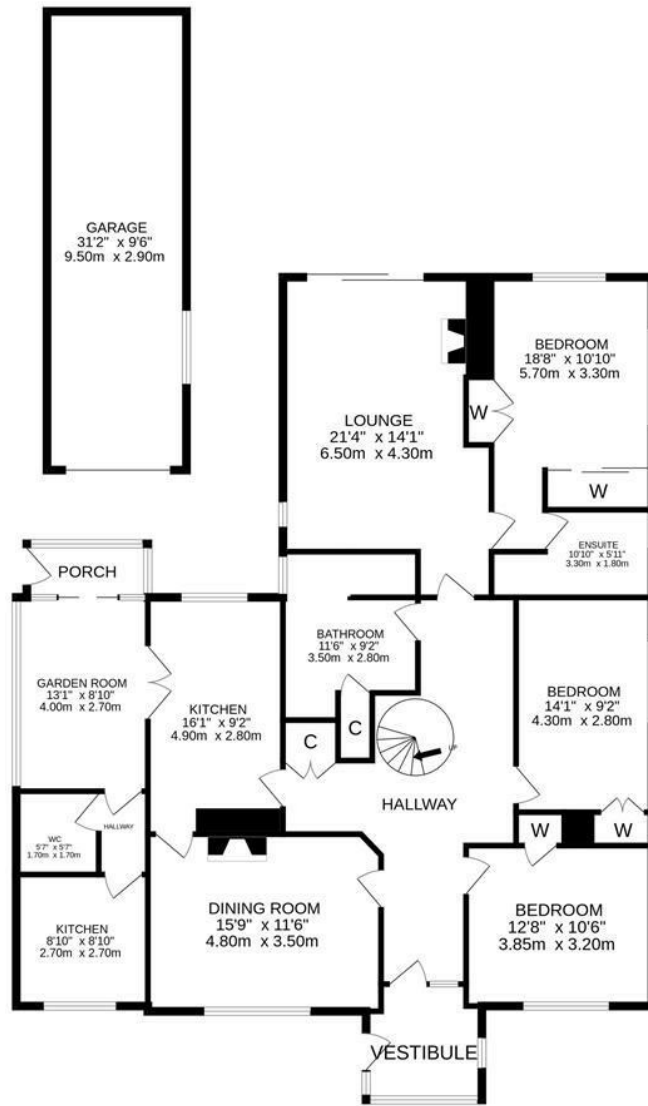 GARAGE
31'2" x 9'6"
9.50m x 2.90m
BEDROOM
18'8" x 10'10"
5.70m x 3.30m
LOUNGE
21'4" x 14'1"
6.50m x 4.30m
W
W
ENSUITE
10'10" x 5'11"
3.30m x 1.80m
PORCH
BATHROOM
11'6" x 9'2"
3.50m x 2.80m
GARDEN ROOM
13'1" x 8'10"
4.00m x 2.70m
KITCHEN
16'1" x 9'2"
4.90m x 2.80m
BEDROOM
14'1" x 9'2"
4.30m x 2.80m
C
C
UP
HALLWAY
HALLWAY
WC
5'7" x 5'7"
1.70m x 1.70m
W
W
KITCHEN
8'10" x 8'10"
2.70m x 2.70m
DINING ROOM
15'9" x 11'6"
4.80m x 3.50m
BEDROOM
12'8" x 10'6"
3.85m x 3.20m
VESTIBULE